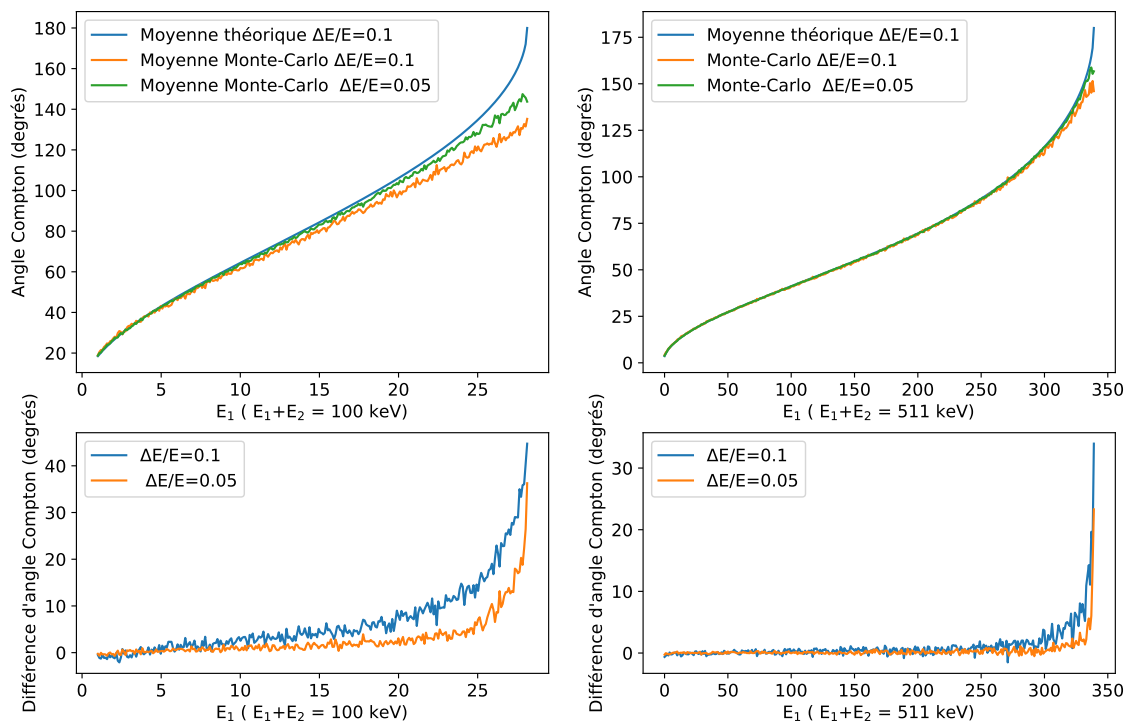 180
160
140
120
100
80
60
40
20
Angle Compton (degrés)
Moyenne théorique ΔE/E=0.1
Moyenne Monte-Carlo ΔE/E=0.1
Moyenne Monte-Carlo  ΔE/E=0.05
0 5 10 15 20 25
E₁ ( E₁+E₂ = 100 keV)
175
150
125
100
75
50
25
0
Angle Compton (degrés)
Moyenne théorique ΔE/E=0.1
Monte-Carlo ΔE/E=0.1
Monte-Carlo  ΔE/E=0.05
0 50 100 150 200 250 300 350
E₁ ( E₁+E₂ = 511 keV)
40
30
20
10
0
Différence d'angle Compton (degrés)
ΔE/E=0.1
ΔE/E=0.05
0 5 10 15 20 25
E₁ ( E₁+E₂ = 100 keV)
30
20
10
0
Différence d'angle Compton (degrés)
ΔE/E=0.1
ΔE/E=0.05
0 50 100 150 200 250 300 350
E₁ ( E₁+E₂ = 511 keV)